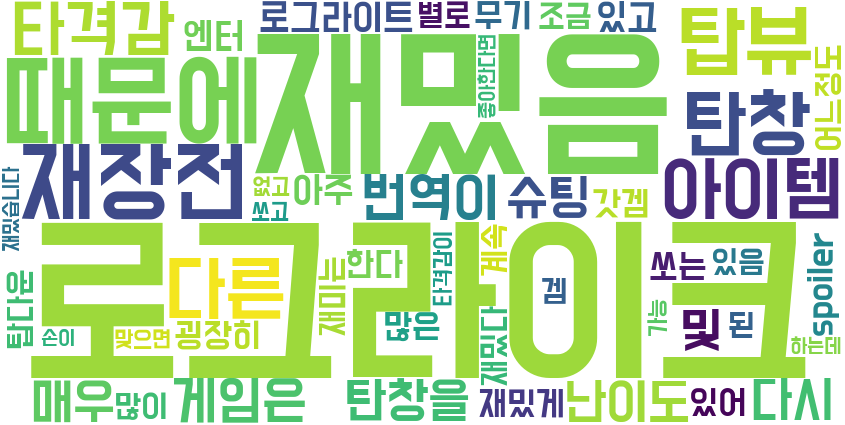 타격감 엔터 로그라이트 별로 무기 조금 있고 탑뷰 어느정도
때문에 재밌음 좋아한다면
재장전 탄창
재밌습니다 없고 쏘고 아주 번역이 슈팅 갓겜 아이템
로그라이크
탑다운 손이 다른 재미는 한다 타격감이 계속 겜 쏘는 있음 spoiler
맞으면 굉장히 많은 재밌다 가능 및 된 하는데
매우 많이 게임은 탄창을 재밌게 난이도 있어 다시